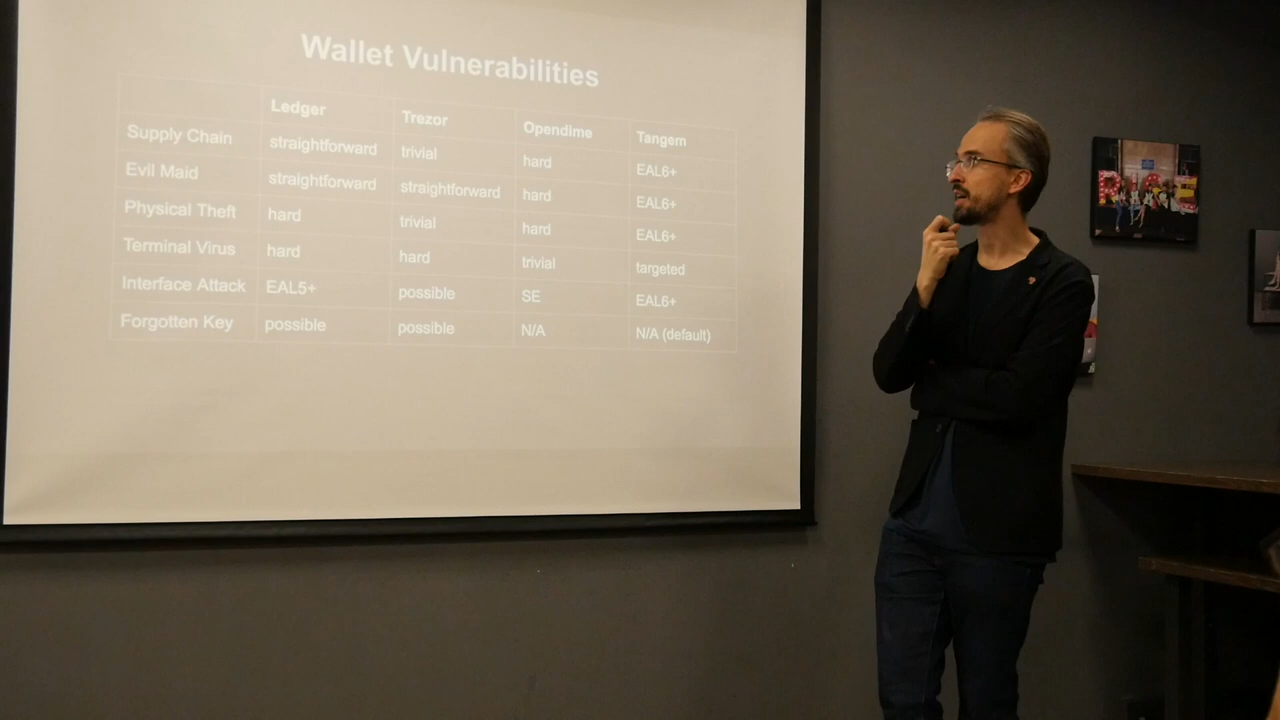 Wallet Vulnerabilities
Ledger Trezor Opendime Tangem
Supply Chain straightforward trivial hard EAL6+
Evil Maid straightforward straightforward hard EAL6+
Physical Theft hard trivial hard EAL6+
Terminal Virus hard hard trivial targeted
Interface Attack EAL5+ possible SE EAL6+
Forgotten Key possible possible N/A N/A (default)